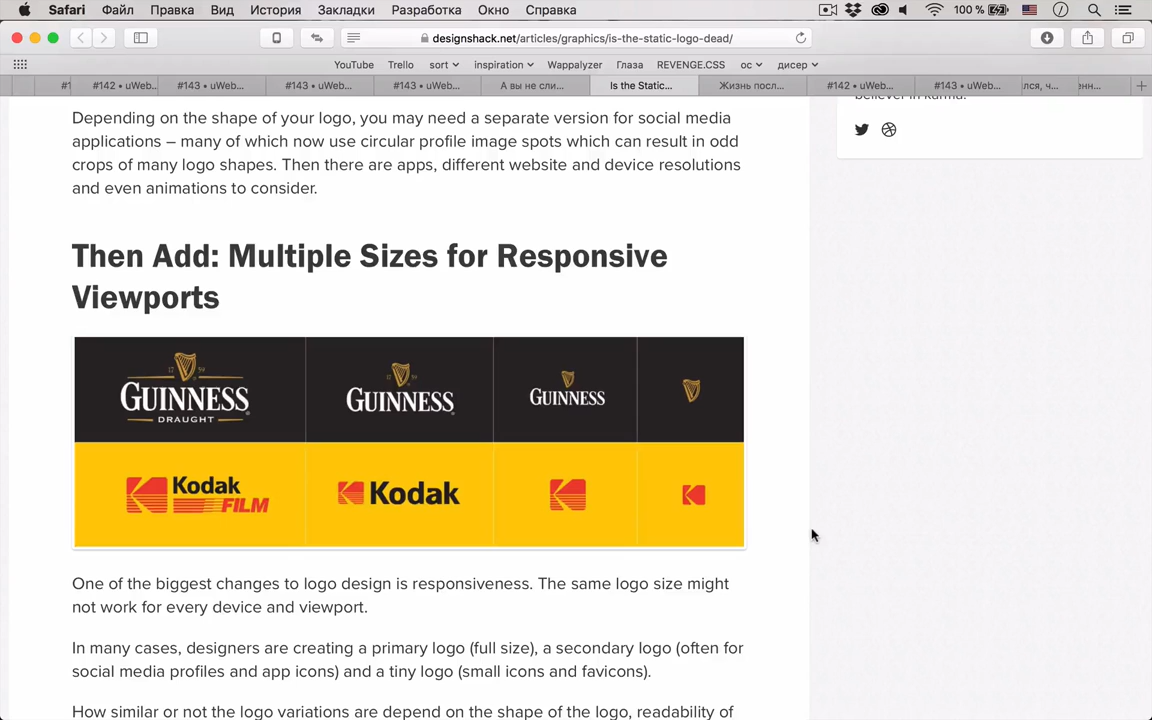 Safari Файл Правка Вид История Закладки Разработка Окно Справка 100 %
designshack.net/articles/graphics/is-the-static-logo-dead/
YouTube Trello sort inspiration Wappalyzer Глаза REVENGE.CSS ос дисер
#1 #142 • uWeb... #143 • uWeb... #143 • uWeb... #143 • uWeb... А вы не сли... Is the Static... Жизнь посл... #142 • uWeb... #143 • uWeb... лся, ч... енн...
believer in karma.
Depending on the shape of your logo, you may need a separate version for social media
applications – many of which now use circular profile image spots which can result in odd
crops of many logo shapes. Then there are apps, different website and device resolutions
and even animations to consider.
Then Add: Multiple Sizes for Responsive
Viewports
17 59
GUINNESS GUINNESS GUINNESS
DRAUGHT
Kodak Kodak
FILM
One of the biggest changes to logo design is responsiveness. The same logo size might
not work for every device and viewport.
In many cases, designers are creating a primary logo (full size), a secondary logo (often for
social media profiles and app icons) and a tiny logo (small icons and favicons).
How similar or not the logo variations are depend on the shape of the logo, readability of